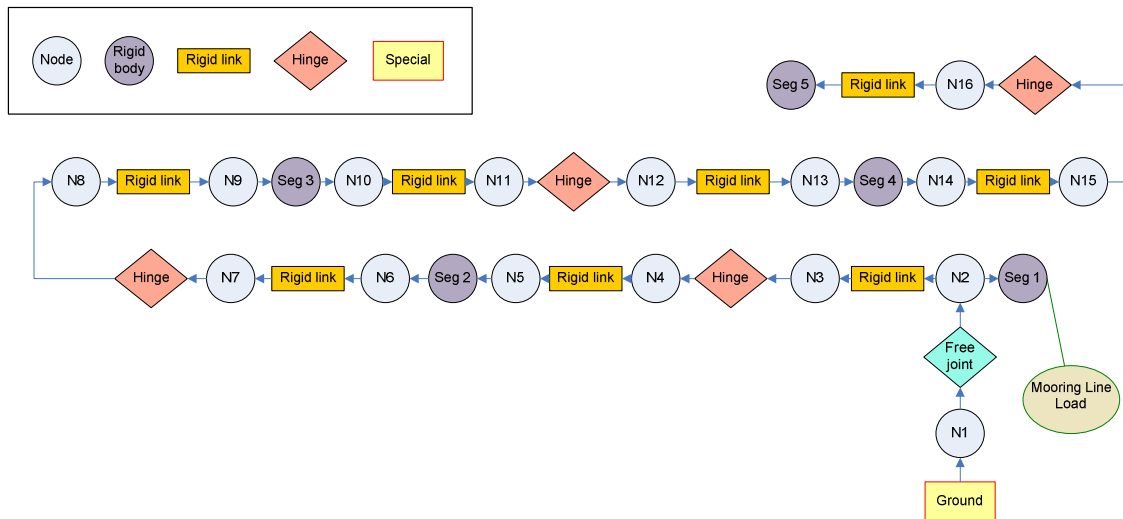 Node
Rigid
body
Rigid link
Hinge
Special
Seg 5
Rigid link
N16
Hinge
N8
Rigid link
N9
Seg 3
N10
Rigid link
N11
Hinge
N12
Rigid link
N13
Seg 4
N14
Rigid link
N15
Hinge
N7
Rigid link
N6
Seg 2
N5
Rigid link
N4
Hinge
N3
Rigid link
N2
Seg 1
Free
joint
Mooring Line
Load
N1
Ground